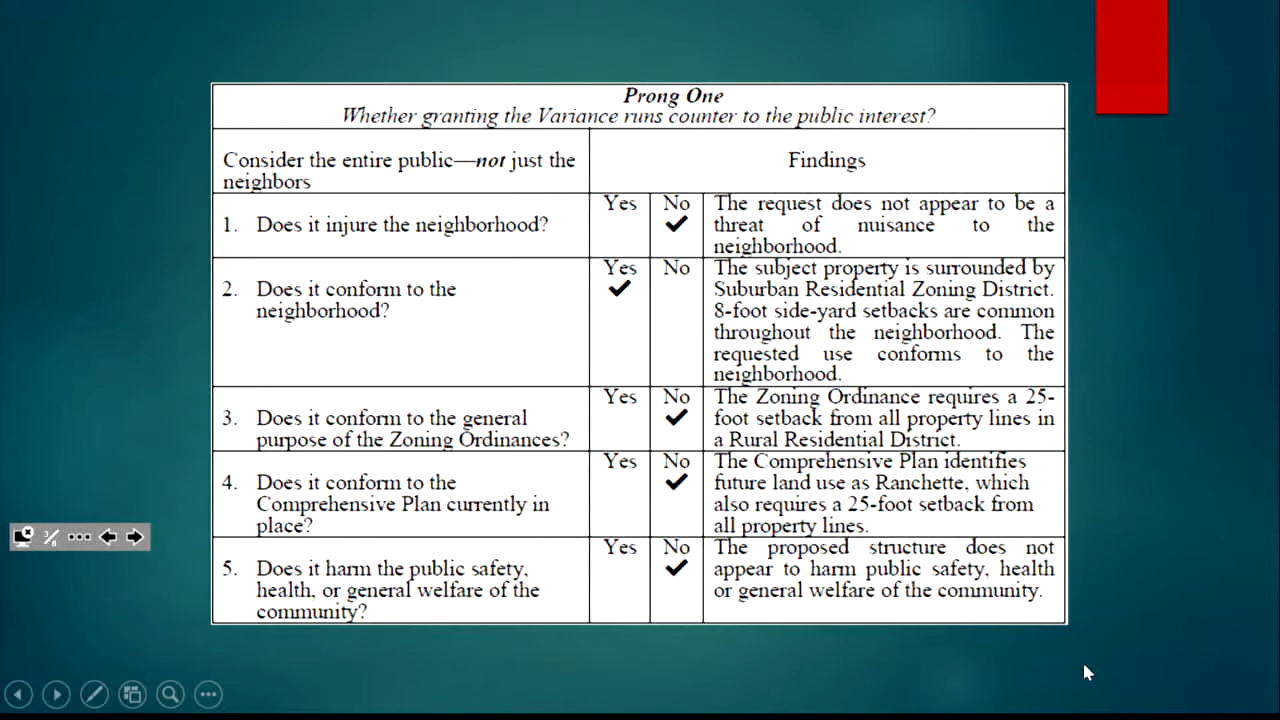 Prong One
Whether granting the Variance runs counter to the public interest?
Consider the entire public—not just the
neighbors
Findings
1. Does it injure the neighborhood?
Yes
No
✔
The request does not appear to be a
threat of nuisance to the
neighborhood.
2. Does it conform to the
neighborhood?
Yes
✔
No
The subject property is surrounded by
Suburban Residential Zoning District.
8-foot side-yard setbacks are common
throughout the neighborhood. The
requested use conforms to the
neighborhood.
3. Does it conform to the general
purpose of the Zoning Ordinances?
Yes
No
✔
The Zoning Ordinance requires a 25-
foot setback from all property lines in
a Rural Residential District.
4. Does it conform to the
Comprehensive Plan currently in
place?
Yes
No
✔
The Comprehensive Plan identifies
future land use as Ranchette, which
also requires a 25-foot setback from
all property lines.
5. Does it harm the public safety,
health, or general welfare of the
community?
Yes
No
✔
The proposed structure does not
appear to harm public safety, health
or general welfare of the community.